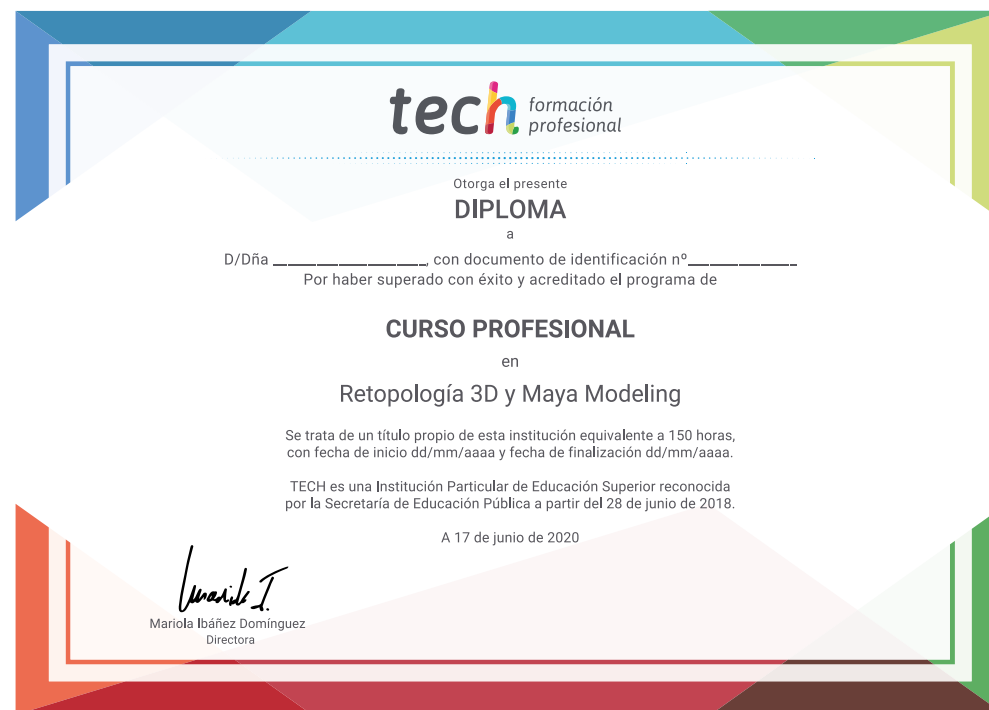 tech formación
profesional
Otorga el presente
DIPLOMA
a
D/Dña ____________________, con documento de identificación nº______________
Por haber superado con éxito y acreditado el programa de
CURSO PROFESIONAL
en
Retopología 3D y Maya Modeling
Se trata de un título propio de esta institución equivalente a 150 horas,
con fecha de inicio dd/mm/aaaa y fecha de finalización dd/mm/aaaa.
TECH es una Institución Particular de Educación Superior reconocida
por la Secretaría de Educación Pública a partir del 28 de junio de 2018.
A 17 de junio de 2020
Mariola Ibáñez Domínguez
Directora